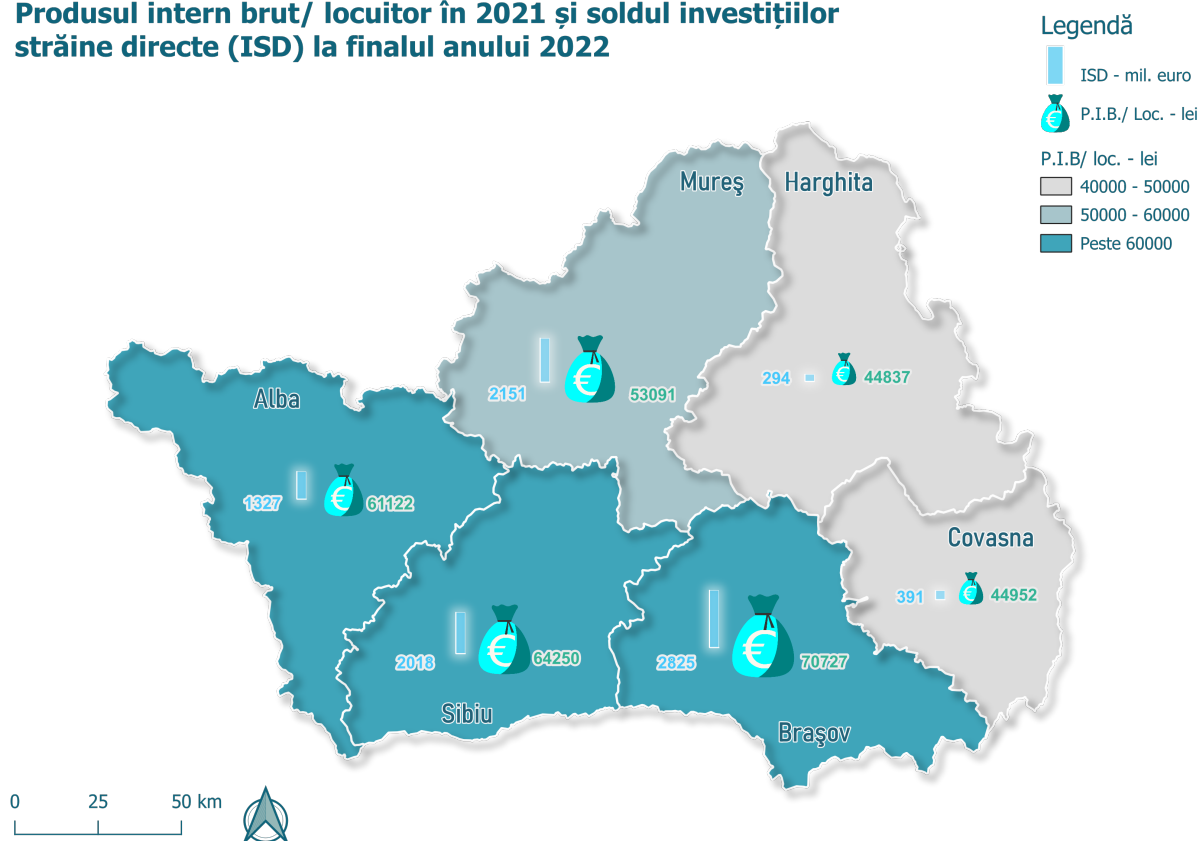 Produsul intern brut/ locuitor în 2021 și soldul investițiilor
străine directe (ISD) la finalul anului 2022
Legendă
ISD - mil. euro
P.I.B./ Loc. - lei
P.I.B/ loc. - lei
40000 - 50000
50000 - 60000
Peste 60000
Mureş
Harghita
2151
53091
294
44837
Alba
1327
61122
Covasna
391
44952
2018
64250
Sibiu
2825
70727
Braşov
0 25 50 km